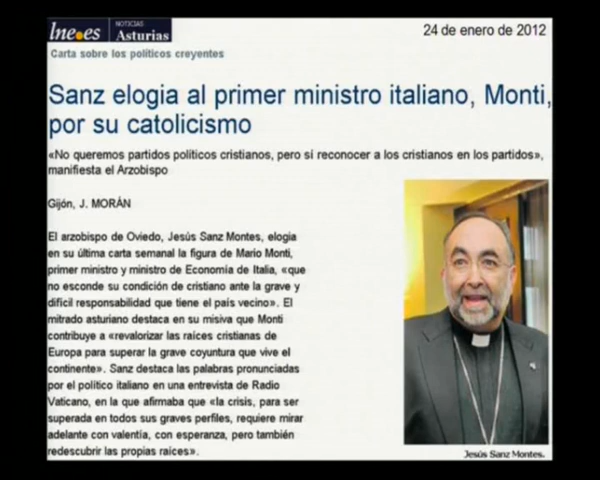 lne.es
NOTICIAS
Asturias
24 de enero de 2012
Carta sobre los políticos creyentes
Sanz elogia al primer ministro italiano, Monti,
por su catolicismo
«No queremos partidos políticos cristianos, pero sí reconocer a los cristianos en los partidos»,
manifiesta el Arzobispo
Gijón, J. MORÁN
El arzobispo de Oviedo, Jesús Sanz Montes, elogia
en su última carta semanal la figura de Mario Monti,
primer ministro y ministro de Economía de Italia, «que
no esconde su condición de cristiano ante la grave y
difícil responsabilidad que tiene el país vecino». El
mitrado asturiano destaca en su misiva que Monti
contribuye a «revalorizar las raíces cristianas de
Europa para superar la grave coyuntura que vive el
continente». Sanz destaca las palabras pronunciadas
por el político italiano en una entrevista de Radio
Vaticano, en la que afirmaba que «la crisis, para ser
superada en todos sus graves perfiles, requiere mirar
adelante con valentía, con esperanza, pero también
redescubrir las propias raíces».
Jesús Sanz Montes.